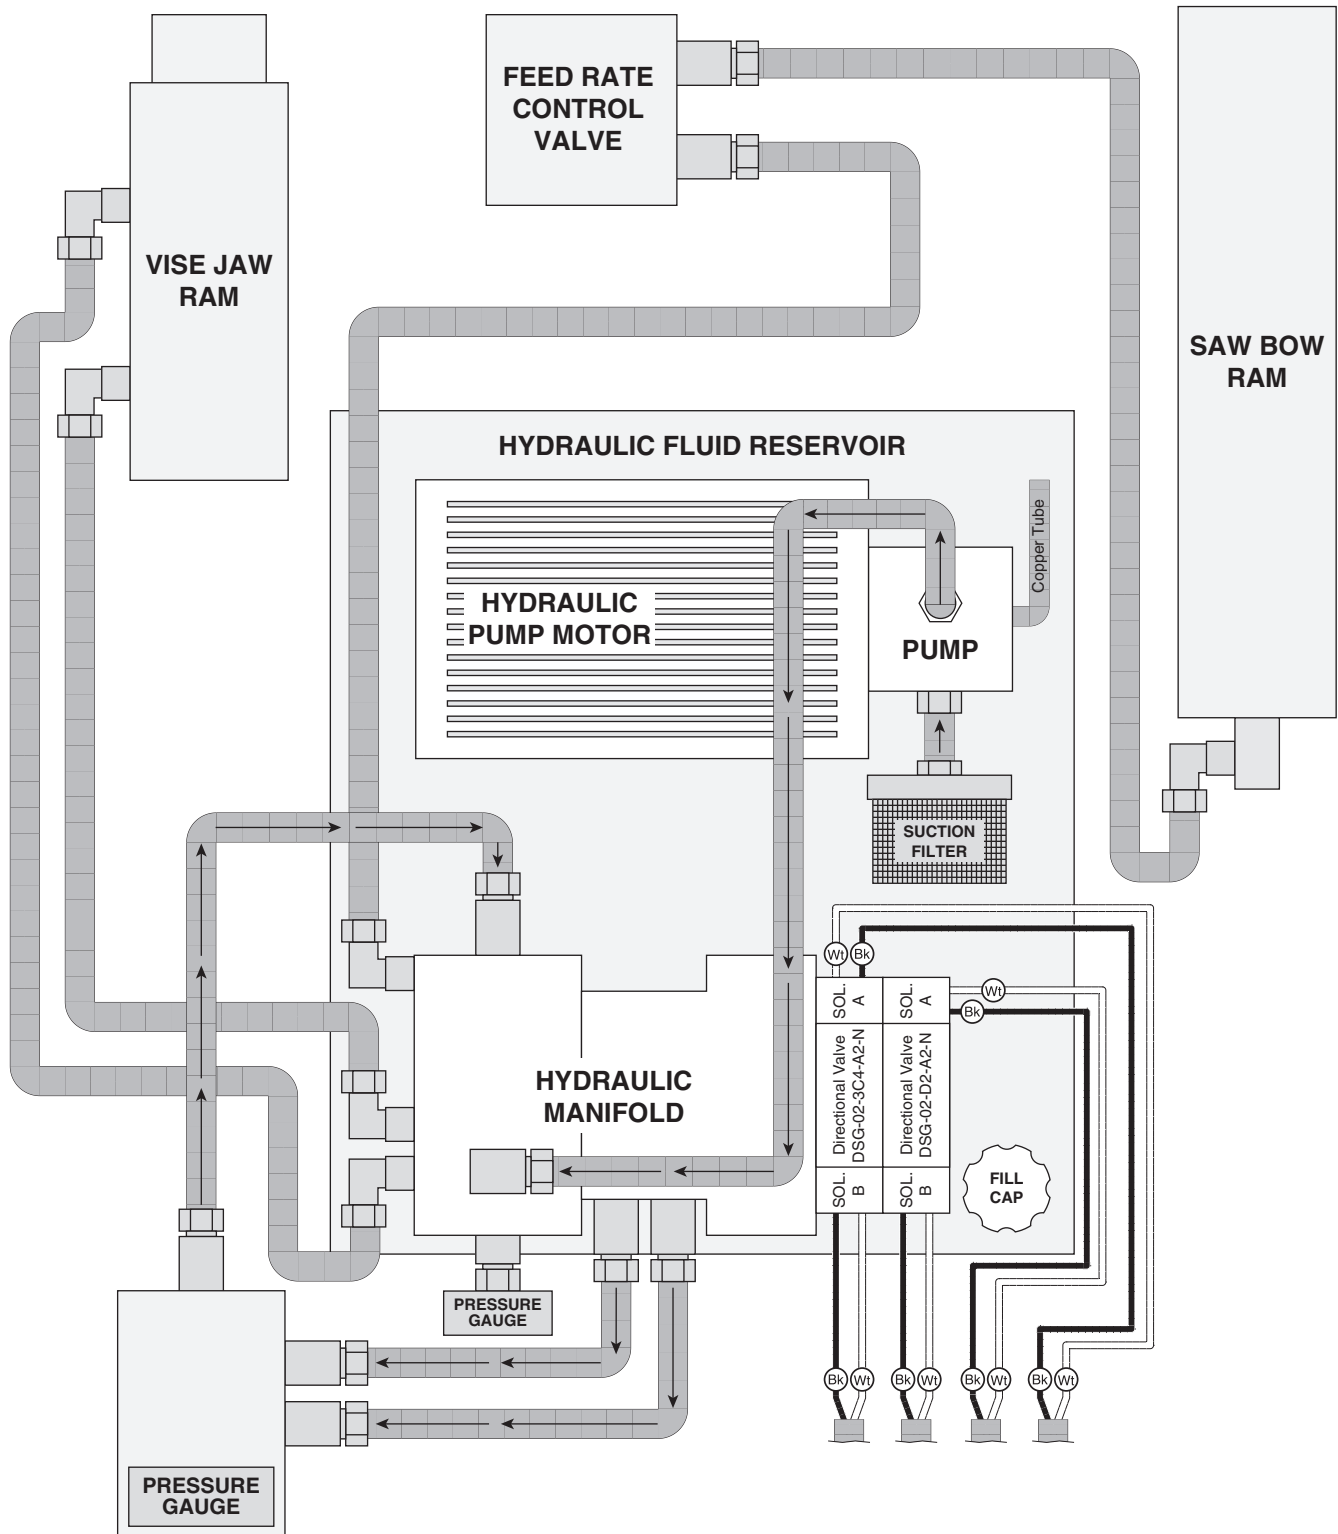 FEED RATE
CONTROL
VALVE
VISE JAW
RAM
SAW BOW
RAM
HYDRAULIC FLUID RESERVOIR
Copper Tube
HYDRAULIC
PUMP MOTOR
PUMP
SUCTION
FILTER
Wt
Bk
SOL.
A
SOL.
A
Wt
Bk
Directional Valve
DSG-02-3C4-A2-N
Directional Valve
DSG-02-D2-A2-N
HYDRAULIC
MANIFOLD
SOL.
B
SOL.
B
FILL
CAP
PRESSURE
GAUGE
Bk
Wt
Bk
Wt
Bk
Wt
Bk
Wt
PRESSURE
GAUGE